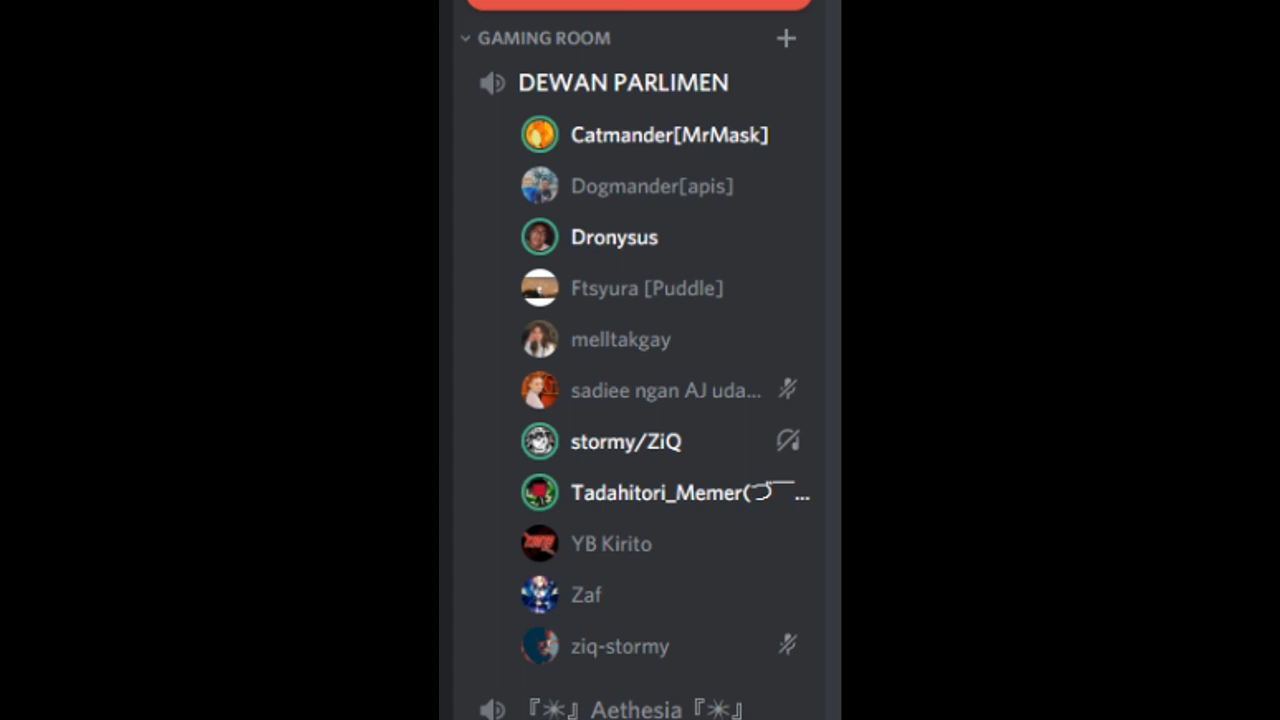 GAMING ROOM
DEWAN PARLIMEN
Catmander[MrMask]
Dogmander[apis]
Dronysus
Ftsyura [Puddle]
melltakgay
sadiee ngan AJ uda...
stormy/ZiQ
Tadahitori_Memer(つ ͡ ...
YB Kirito
Zaf
ziq-stormy
『✳』 Aethesia 『✳』